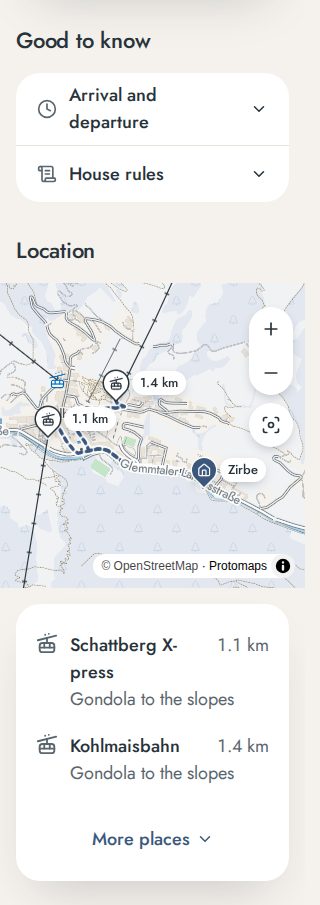 Good to know
Arrival and
departure
House rules
Location
1.4 km
1.1 km
Glemmtaler
sstraße
Zirbe
© OpenStreetMap · Protomaps
Schattberg X-
press
1.1 km
Gondola to the slopes
Kohlmaisbahn
1.4 km
Gondola to the slopes
More places